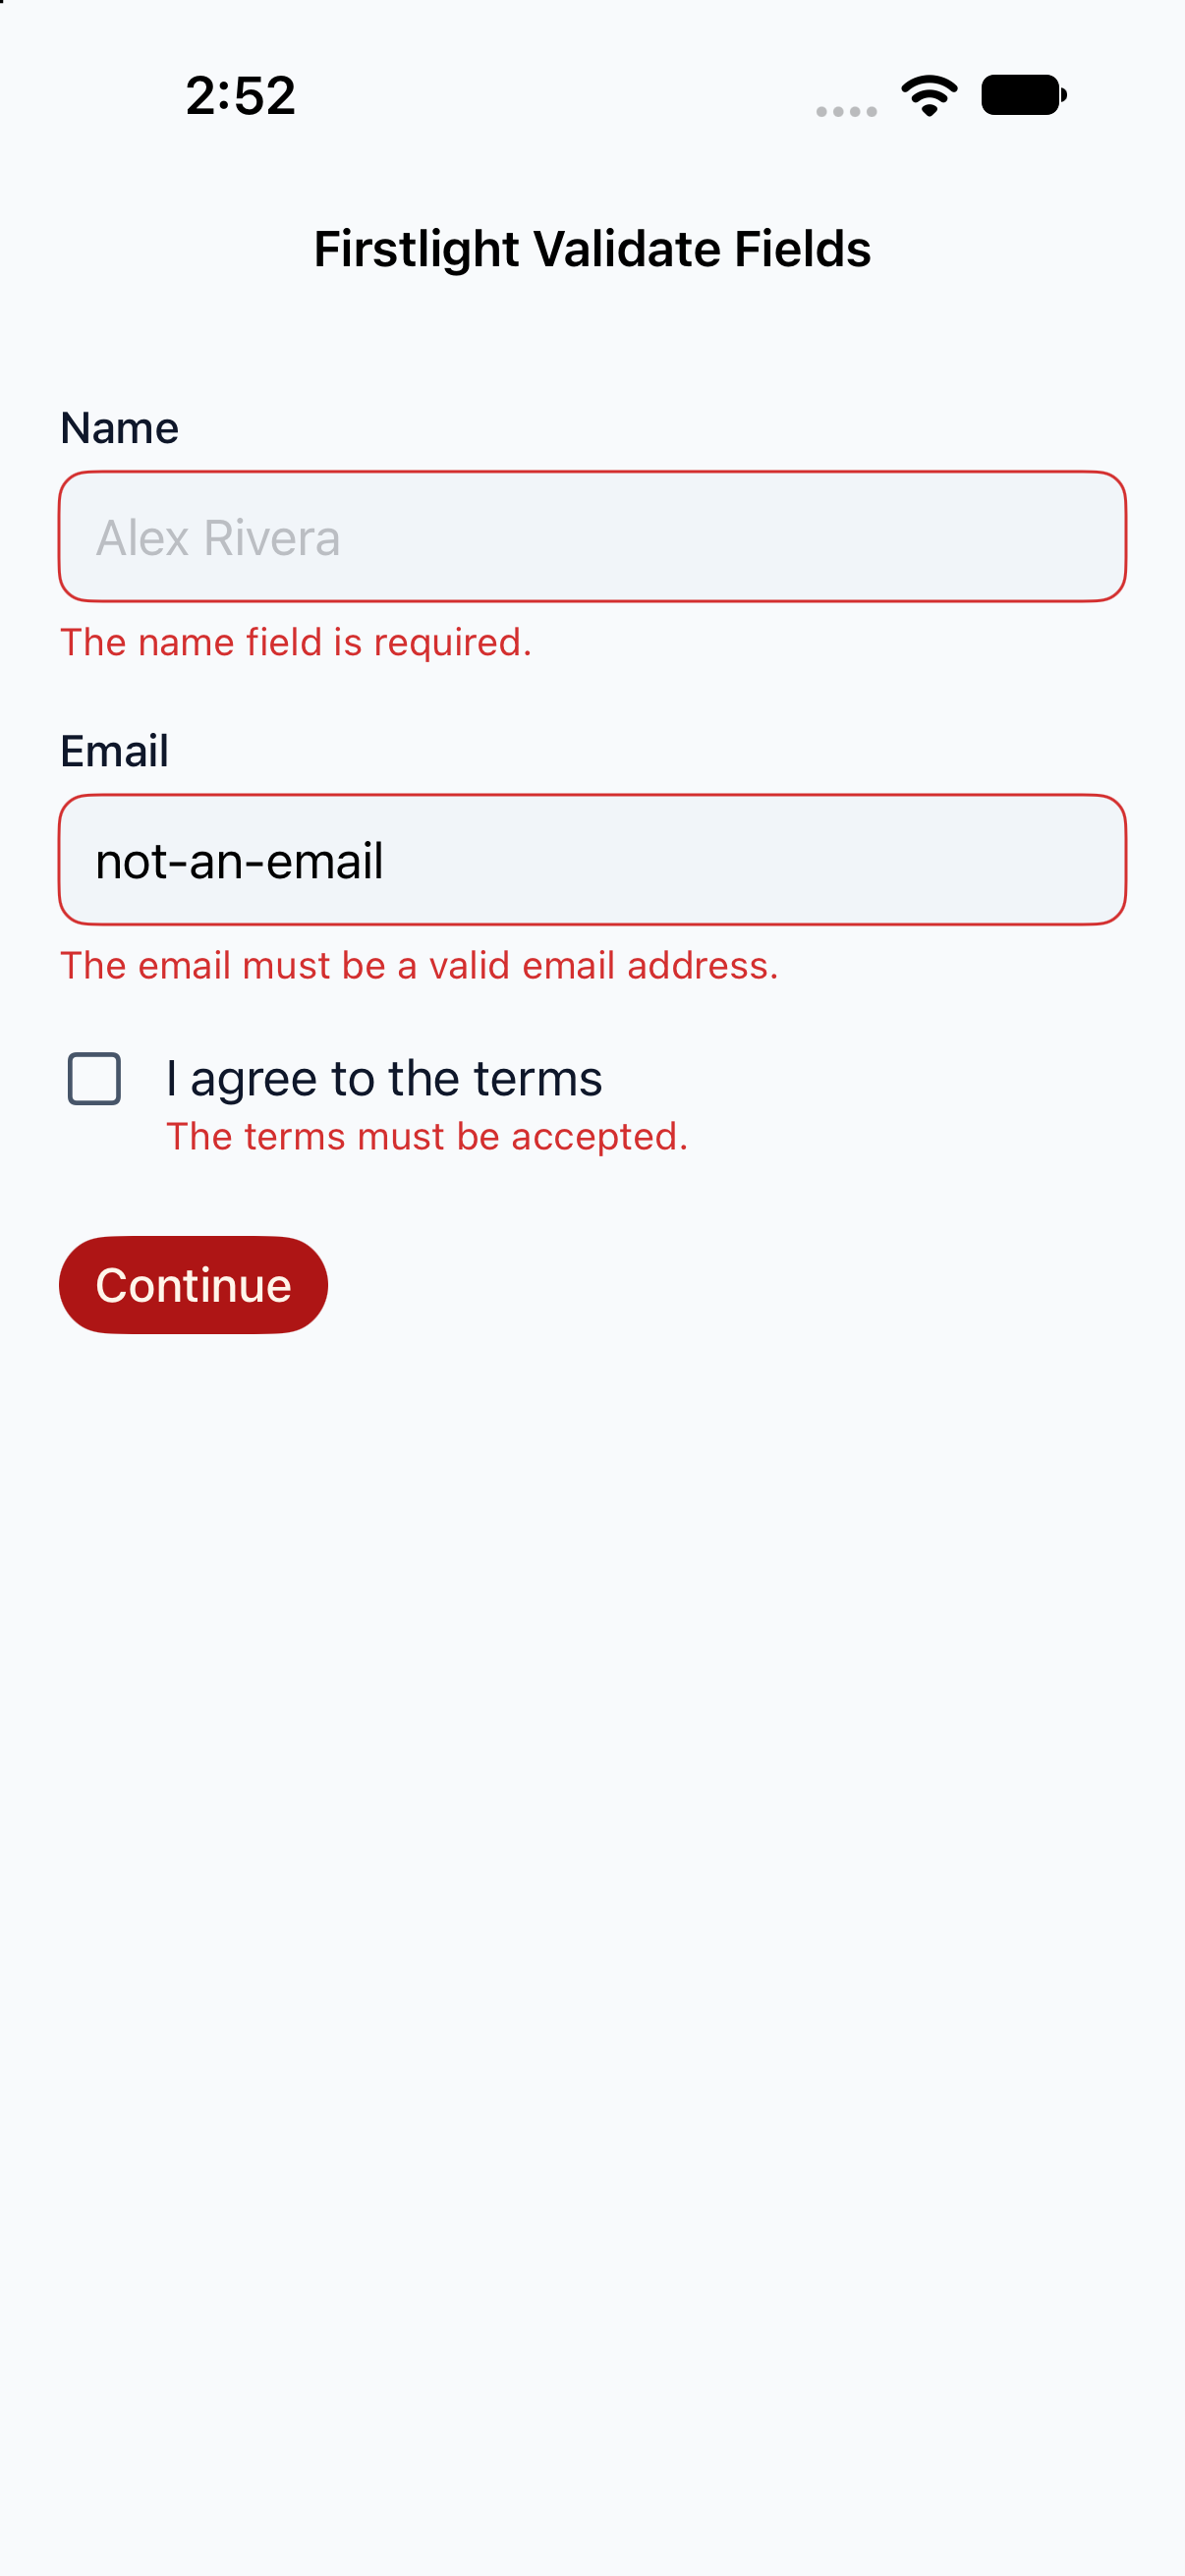 2:52
Firstlight Validate Fields
Name
Alex Rivera
The name field is required.
Email
not-an-email
The email must be a valid email address.
I agree to the terms
The terms must be accepted.
Continue